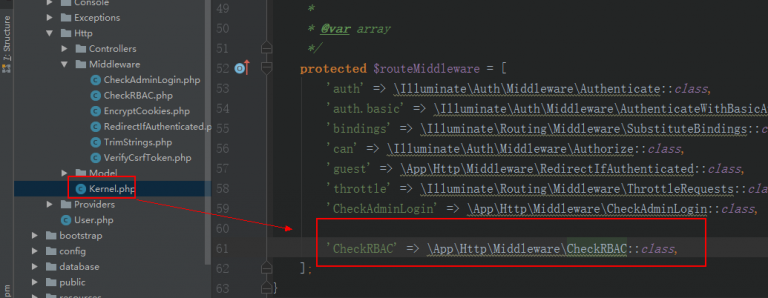 Z: Structure
Console
Exceptions
Http
Controllers
Middleware
CheckAdminLogin.php
CheckRBAC.php
EncryptCookies.php
RedirectIfAuthenticated.p
TrimStrings.php
VerifyCsrfToken.php
Model
Kernel.php
Providers
User.php
bootstrap
config
database
public
resources
pm
49 *
50 * @var array
51 */
52 protected $routeMiddleware = [
53 'auth' => \Illuminate\Auth\Middleware\Authenticate::class,
54 'auth.basic' => \Illuminate\Auth\Middleware\AuthenticateWithBasicA
55 'bindings' => \Illuminate\Routing\Middleware\SubstituteBindings::c
56 'can' => \Illuminate\Auth\Middleware\Authorize::class,
57 'guest' => \App\Http\Middleware\RedirectIfAuthenticated::class,
58 'throttle' => \Illuminate\Routing\Middleware\ThrottleRequests::cla
59 'CheckAdminLogin' => \App\Http\Middleware\CheckAdminLogin::class,
60
61 'CheckRBAC' => \App\Http\Middleware\CheckRBAC::class,
62 ];
63 }